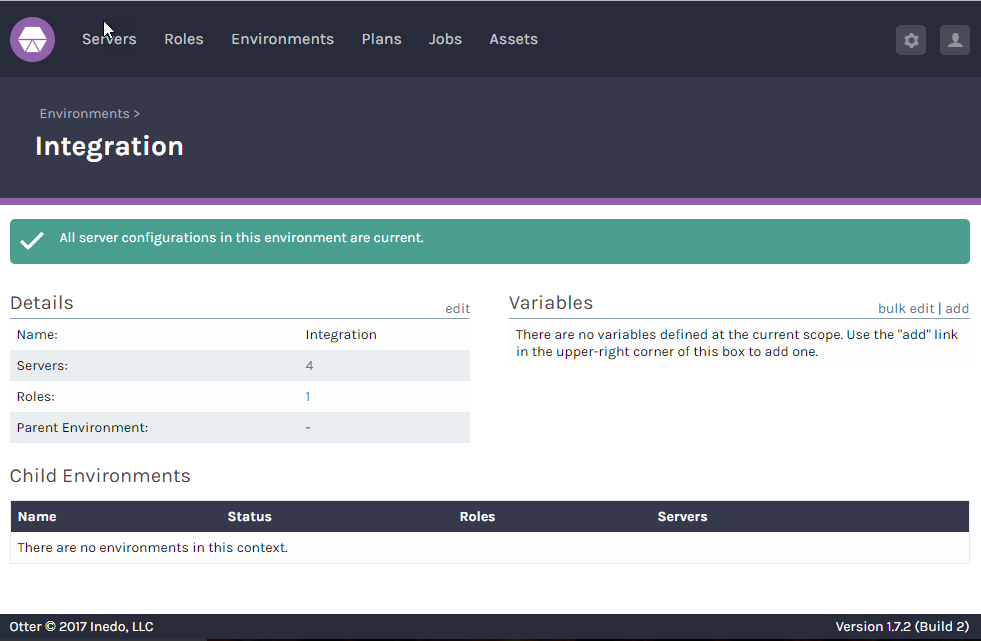 Servers Roles Environments Plans Jobs Assets
Environments >
Integration
All server configurations in this environment are current.
Details edit
Name: Integration
Servers: 4
Roles: 1
Parent Environment: -
Variables bulk edit | add
There are no variables defined at the current scope. Use the "add" link
in the upper-right corner of this box to add one.
Child Environments
Name Status Roles Servers
There are no environments in this context.
Otter © 2017 Inedo, LLC Version 1.7.2 (Build 2)